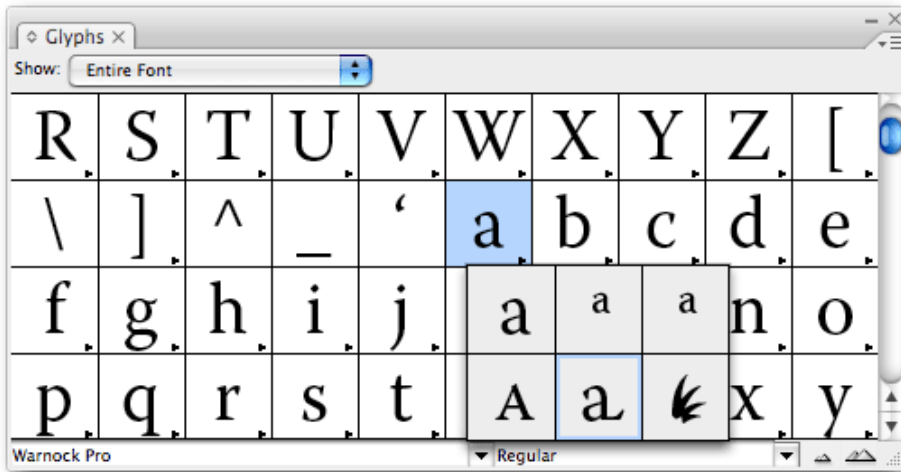 Glyphs
Show: Entire Font
R S T U V W X Y Z [
\ ] ^ _ ‘ a b c d e
f g h i j a a a n o
p q r s t A a x y
Warnock Pro Regular